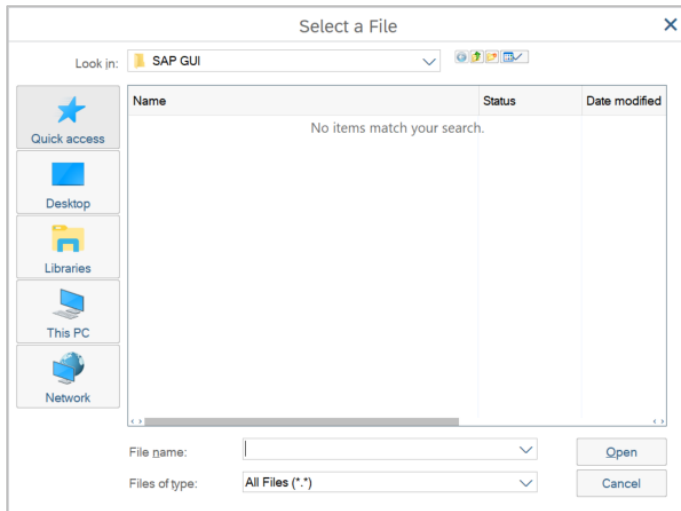 Select a File
Look in: SAP GUI
Name Status Date modified
No items match your search.
Quick access
Desktop
Libraries
This PC
Network
File name: Open
Files of type: All Files (*.*) Cancel